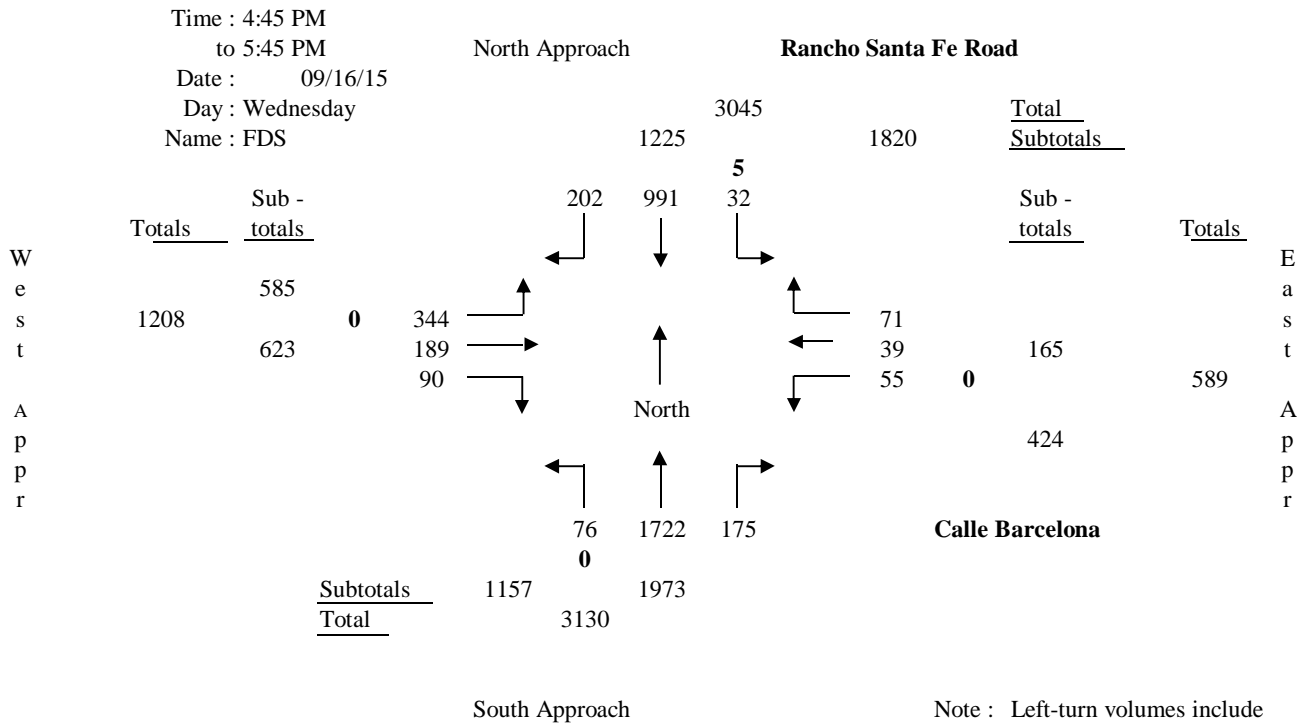 Time : 4:45 PM
to 5:45 PM North Approach Rancho Santa Fe Road
Date : 09/16/15
Day : Wednesday 3045 Total
Name : FDS 1225 1820 Subtotals
5
Sub - 202 991 32 Sub -
Totals totals totals Totals
W E
e 585 a
s 1208 0 344 71 s
t 623 189 39 165 t
90 55 0 589
A North A
p 424 p
p p
r r
76 1722 175 Calle Barcelona
0
Subtotals 1157 1973
Total 3130
South Approach Note : Left-turn volumes include